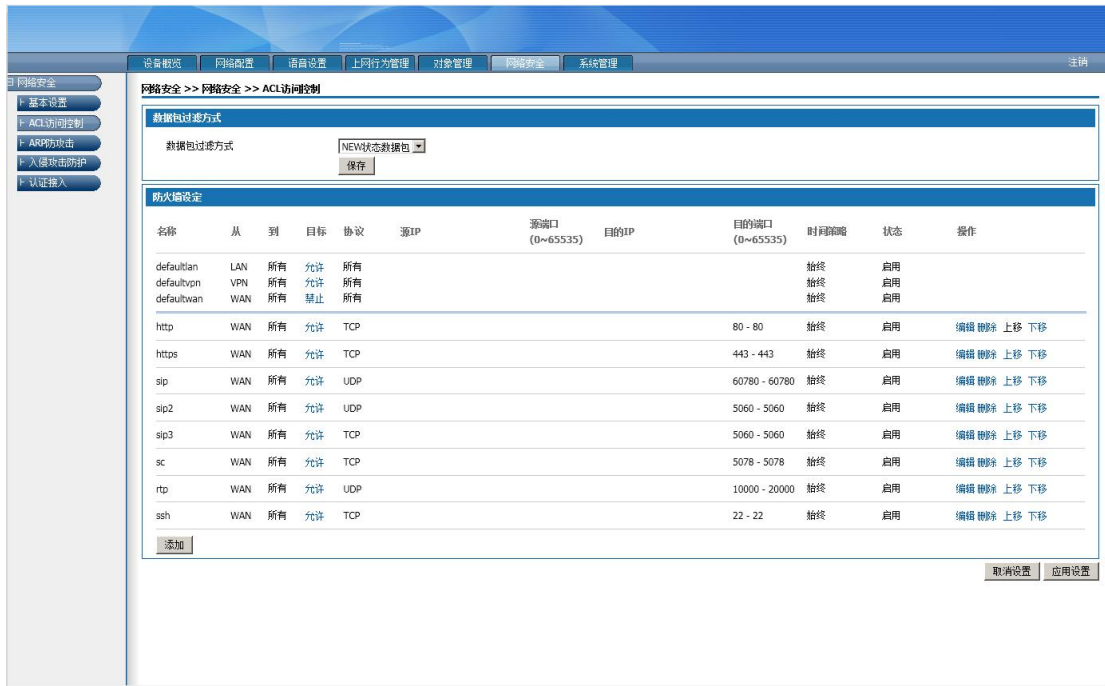 设备概览 网络配置 语音设置 上网行为管理 对象管理 网络安全 系统管理 注销
网络安全
基本设置
ACL访问控制
ARP防攻击
入侵攻击防护
认证接入
网络安全 >> 网络安全 >> ACL访问控制
数据包过滤方式
数据包过滤方式 NEW状态数据包
保存
防火墙设定
名称 从 到 目标 协议 源IP 源端口 (0~65535) 目的IP 目的端口 (0~65535) 时间策略 状态 操作
defaultlan LAN 所有 允许 所有 始终 启用
defaultvpn VPN 所有 允许 所有 始终 启用
defaultwan WAN 所有 禁止 所有 始终 启用
http WAN 所有 允许 TCP 80 - 80 始终 启用 编辑 删除 上移 下移
https WAN 所有 允许 TCP 443 - 443 始终 启用 编辑 删除 上移 下移
sip WAN 所有 允许 UDP 60780 - 60780 始终 启用 编辑 删除 上移 下移
sip2 WAN 所有 允许 UDP 5060 - 5060 始终 启用 编辑 删除 上移 下移
sip3 WAN 所有 允许 TCP 5060 - 5060 始终 启用 编辑 删除 上移 下移
sc WAN 所有 允许 TCP 5078 - 5078 始终 启用 编辑 删除 上移 下移
rtp WAN 所有 允许 UDP 10000 - 20000 始终 启用 编辑 删除 上移 下移
ssh WAN 所有 允许 TCP 22 - 22 始终 启用 编辑 删除 上移 下移
添加
取消设置 应用设置